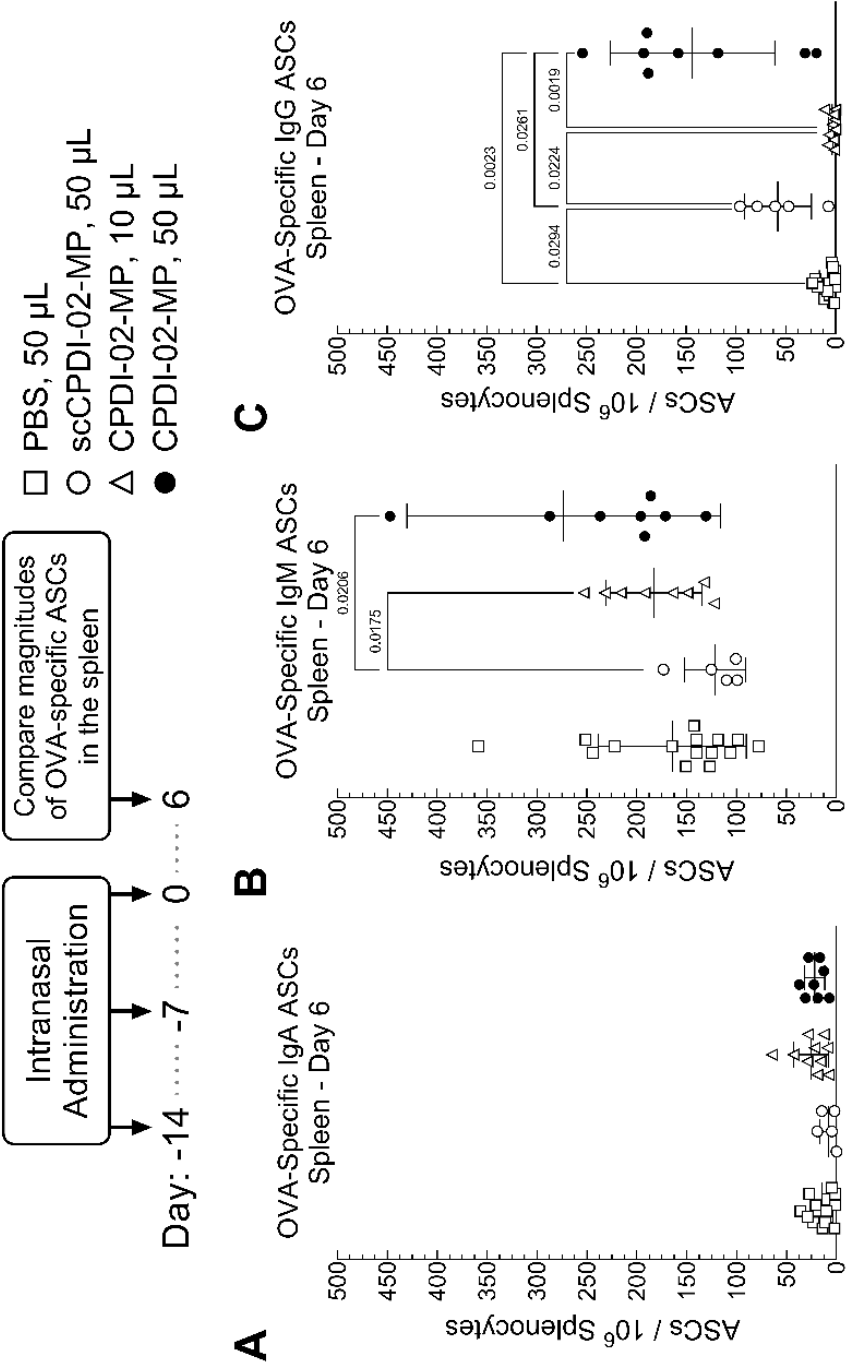 Intranasal
Administration
Compare magnitudes
of OVA-specific ASCs
in the spleen
Day: -14 ...... -7 ...... 0 ...... 6
PBS, 50 µL
scCPDI-02-MP, 50 µL
CPDI-02-MP, 10 µL
CPDI-02-MP, 50 µL
A
OVA-Specific IgA ASCs
Spleen - Day 6
ASCs / 10⁶ Splenocytes
500
450
400
350
300
250
200
150
100
50
0
B
OVA-Specific IgM ASCs
Spleen - Day 6
ASCs / 10⁶ Splenocytes
500
450
400
350
300
250
200
150
100
50
0
0.0206
0.0175
C
OVA-Specific IgG ASCs
Spleen - Day 6
ASCs / 10⁶ Splenocytes
500
450
400
350
300
250
200
150
100
50
0
0.0023
0.0261
0.0294
0.0224
0.0019